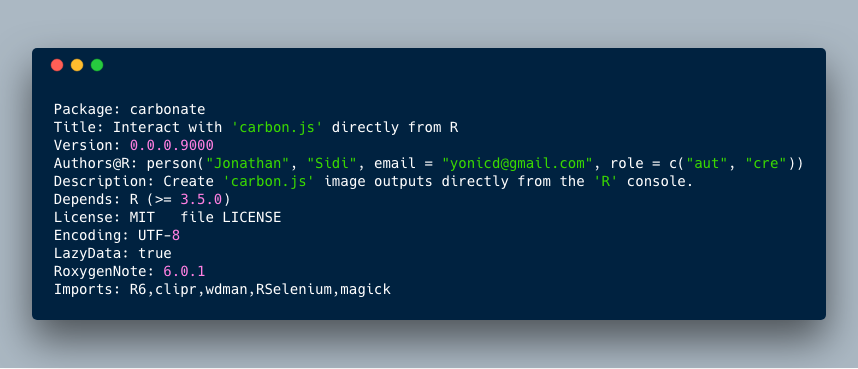 Package: carbonate
Title: Interact with 'carbon.js' directly from R
Version: 0.0.0.9000
Authors@R: person("Jonathan", "Sidi", email = "yonicd@gmail.com", role = c("aut", "cre"))
Description: Create 'carbon.js' image outputs directly from the 'R' console.
Depends: R (>= 3.5.0)
License: MIT   file LICENSE
Encoding: UTF-8
LazyData: true
RoxygenNote: 6.0.1
Imports: R6,clipr,wdman,RSelenium,magick